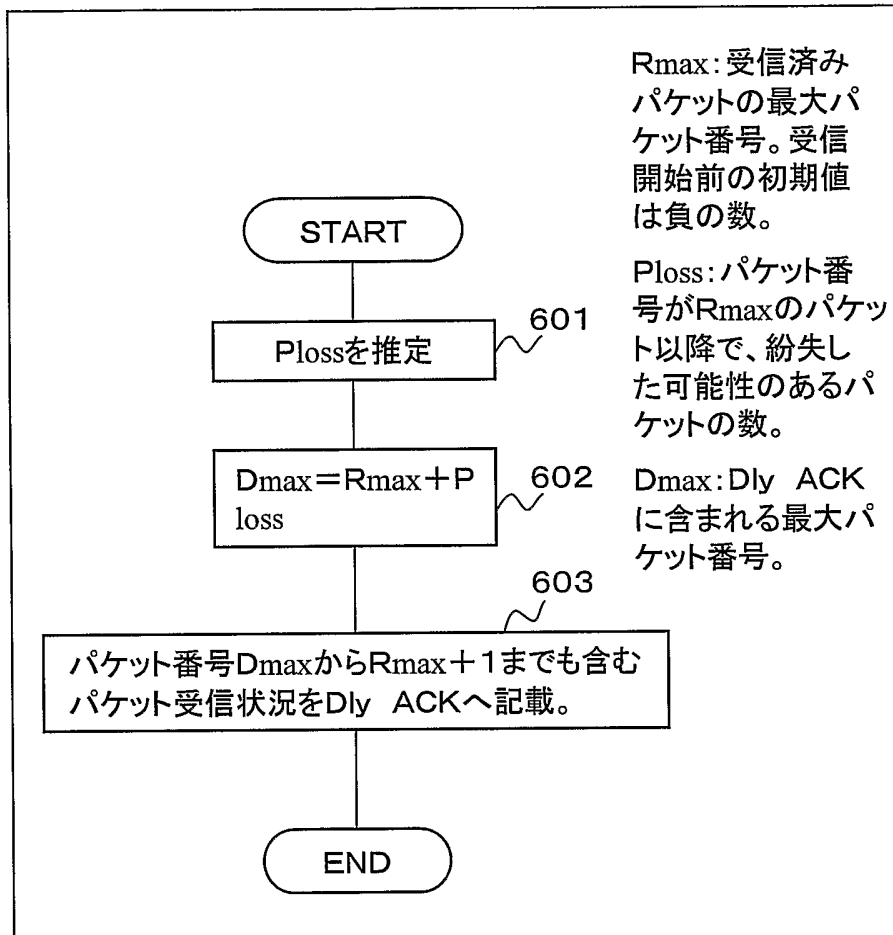 Rmax:受信済み
パケットの最大パ
ケット番号。受信
開始前の初期値
は負の数。
Ploss:パケット番
号がRmaxのパケッ
ト以降で、紛失し
た可能性のあるパ
ケットの数。
Dmax:Dly ACK
に含まれる最大パ
ケット番号。
START
Plossを推定
601
Dmax=Rmax+P
loss
602
603
パケット番号DmaxからRmax+1までも含む
パケット受信状況をDly ACKへ記載。
END